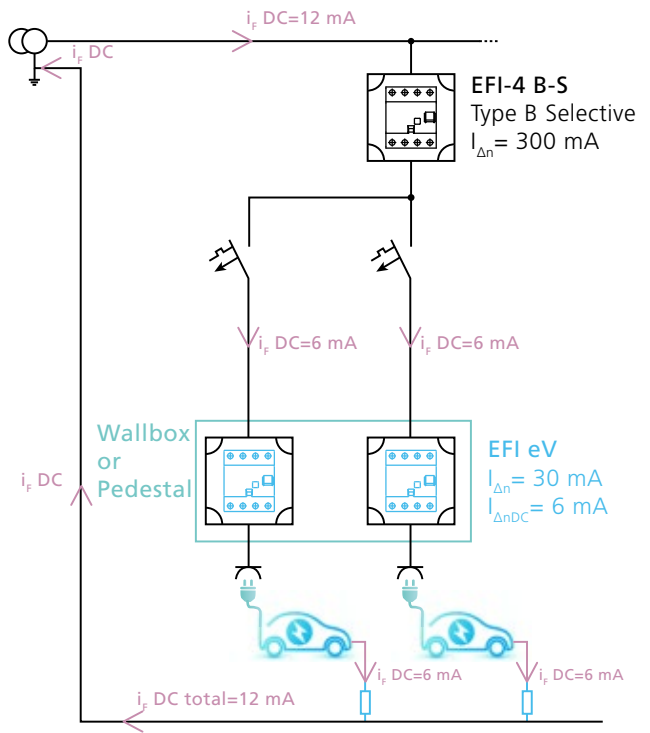 i_F DC=12 mA
i_F DC
EFI-4 B-S
Type B Selective
I_Δn= 300 mA
i_F DC=6 mA
i_F DC=6 mA
Wallbox
or
Pedestal
EFI eV
I_Δn= 30 mA
I_ΔnDC= 6 mA
i_F DC
i_F DC=6 mA
i_F DC=6 mA
i_F DC total=12 mA